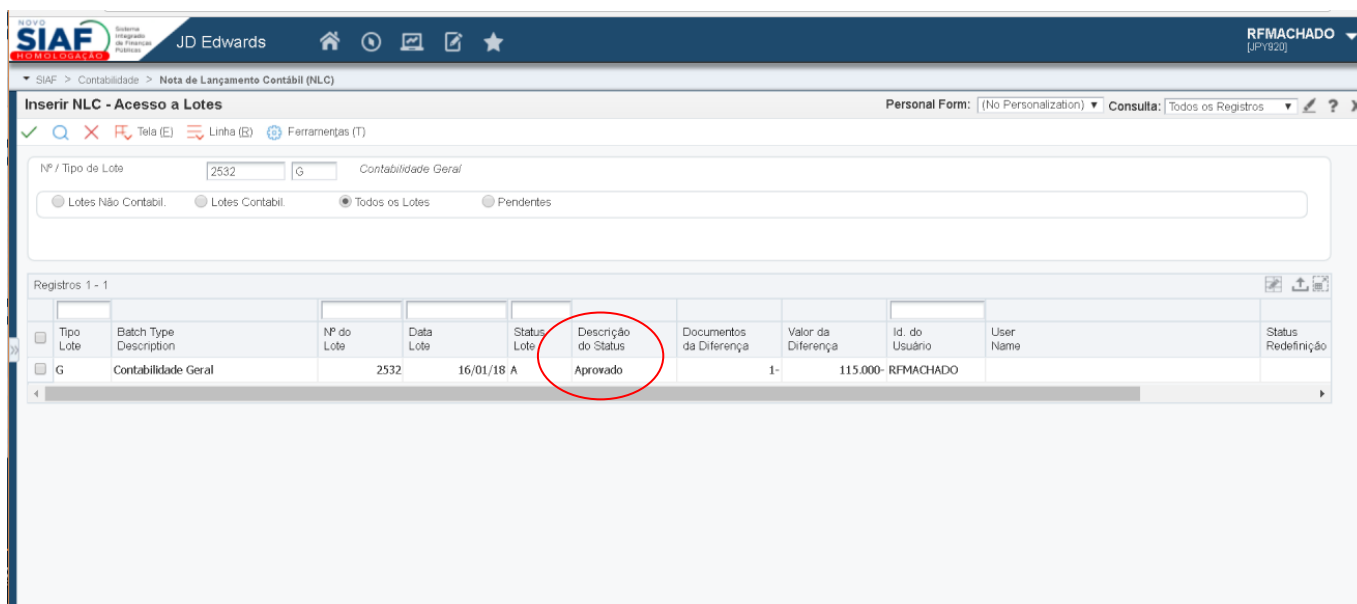 NOVO
SIAF
HOMOLOGAÇÃO
Sistema
Integrado
de Finanças
Públicas
JD Edwards
RFMACHADO
[JPY920]
SIAF > Contabilidade > Nota de Lançamento Contábil (NLC)
Inserir NLC - Acesso a Lotes
Personal Form: (No Personalization) Consulta: Todos os Registros ?
Tela (E) Linha (R) Ferramentas (T)
Nº / Tipo de Lote 2532 G Contabilidade Geral
Lotes Não Contabil. Lotes Contabil. Todos os Lotes Pendentes
Registros 1 - 1
Tipo Lote Batch Type Description Nº do Lote Data Lote Status Lote Descrição do Status Documentos da Diferença Valor da Diferença Id. do Usuário User Name Status Redefinição
G Contabilidade Geral 2532 16/01/18 A Aprovado 1- 115.000- RFMACHADO